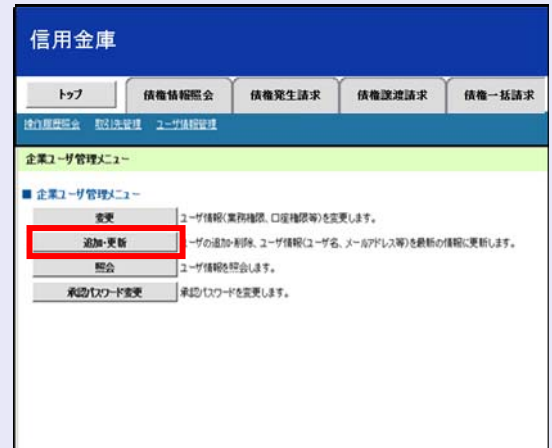 信用金庫
トップ 債権情報照会 債権発生請求 債権譲渡請求 債権一括請求
操作履歴照会 取引先管理 ユーザ情報管理
企業ユーザ管理メニュー
■ 企業ユーザ管理メニュー
変更 ユーザ情報(業務権限、口座権限等)を変更します。
追加・更新 ユーザの追加・削除、ユーザ情報(ユーザ名、メールアドレス等)を最新の情報に更新します。
照会 ユーザ情報を照会します。
承認パスワード変更 承認パスワードを変更します。